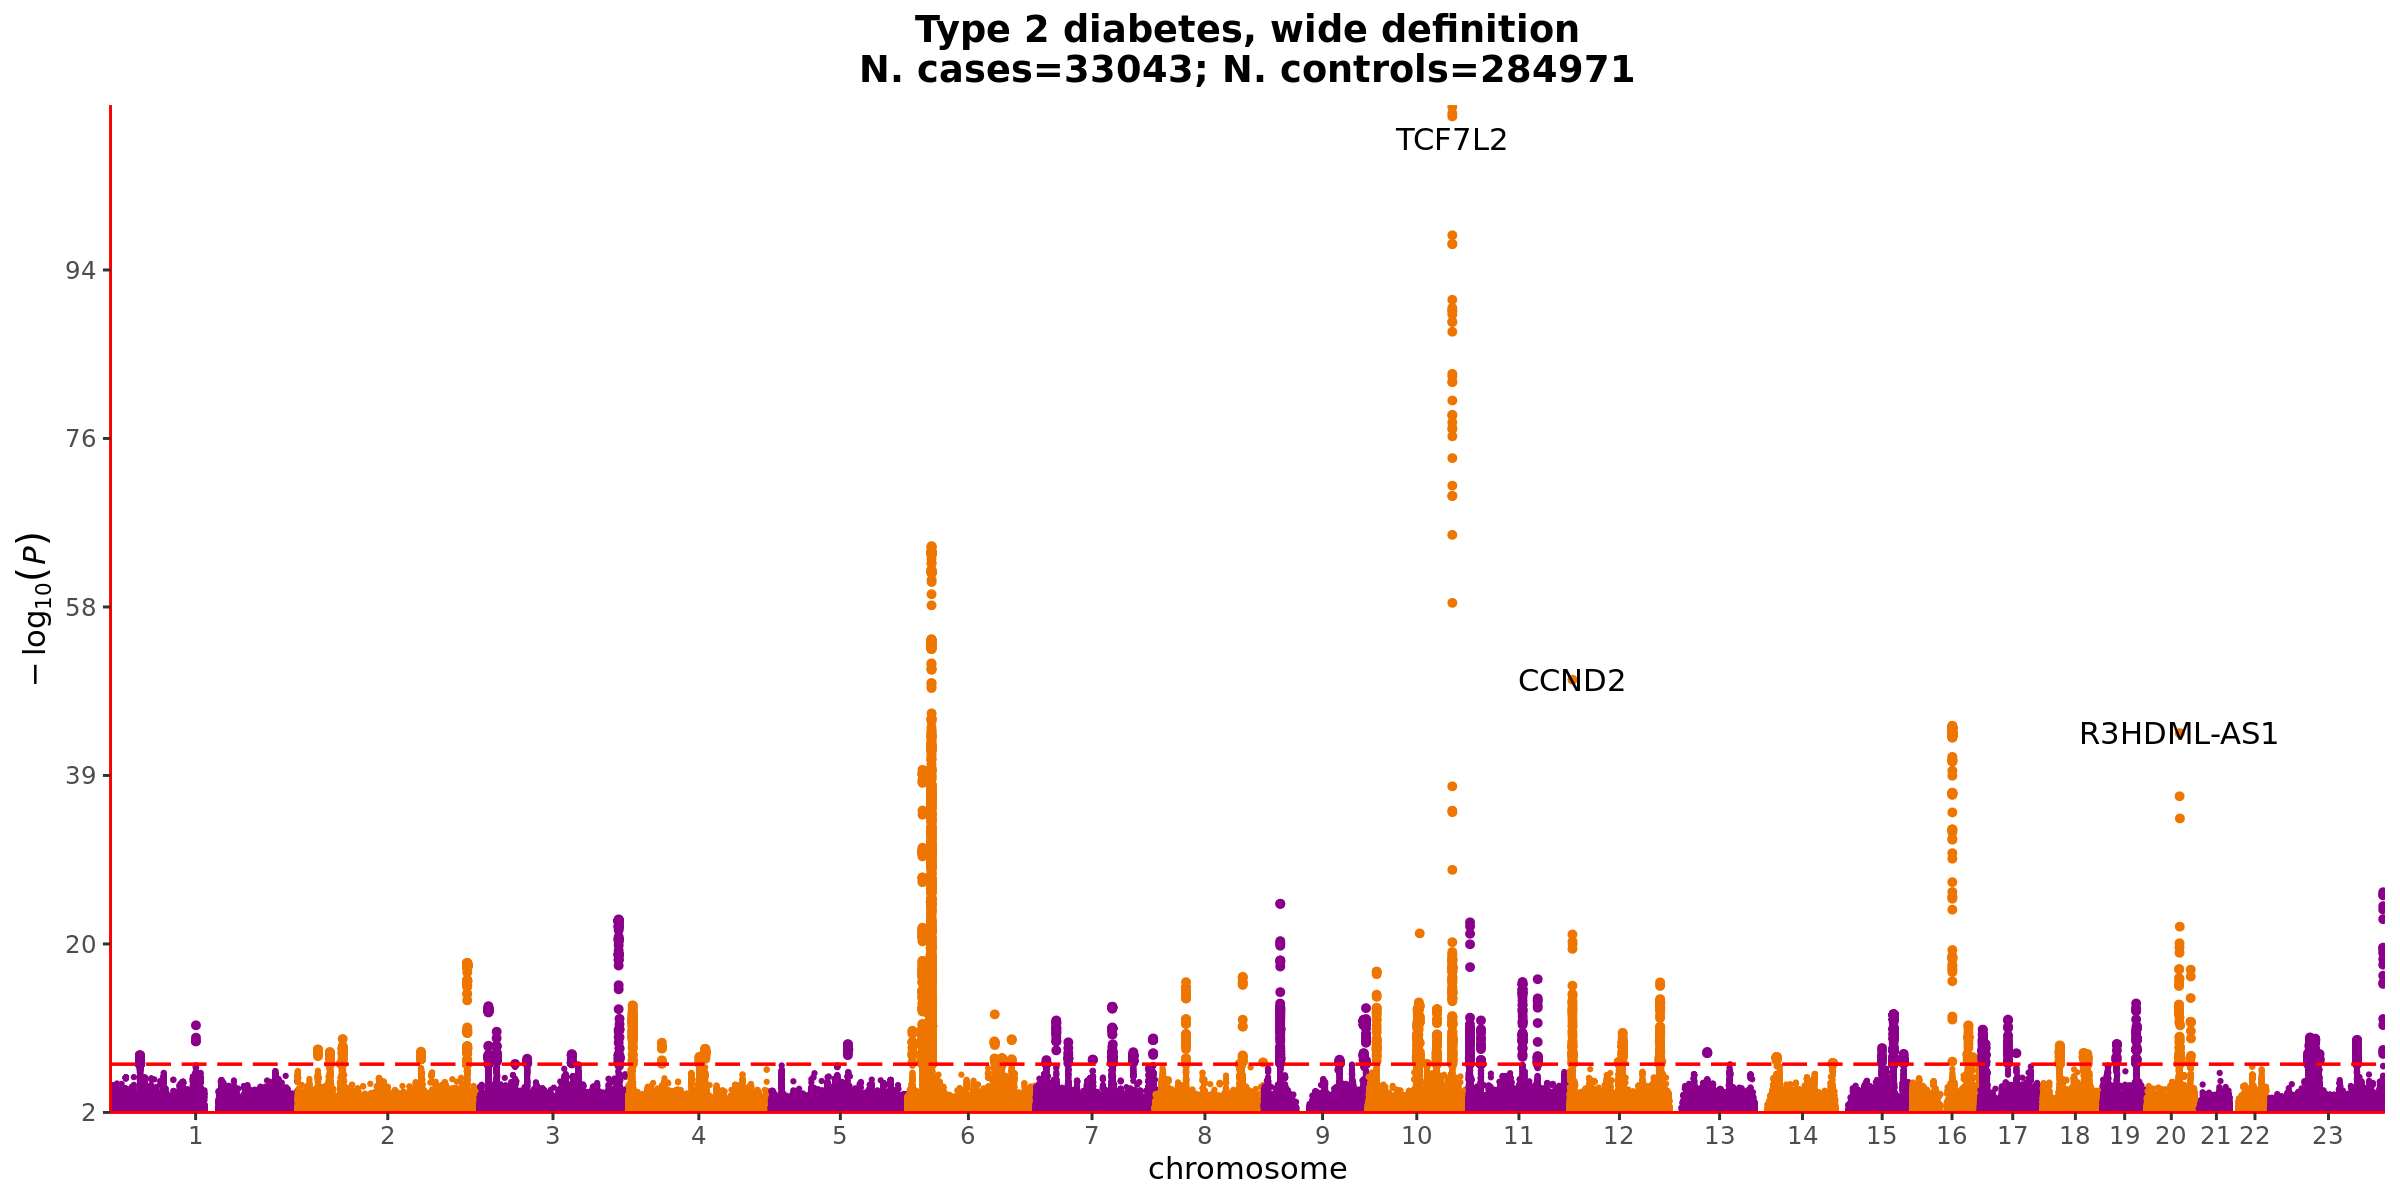 Type 2 diabetes, wide definition
N. cases=33043; N. controls=284971
TCF7L2
94
76
58
CCND2
R3HDML-AS1
39
20
2
−log10(P)
1 2 3 4 5 6 7 8 9 10 11 12 13 14 15 16 17 18 19 20 21 22 23
chromosome